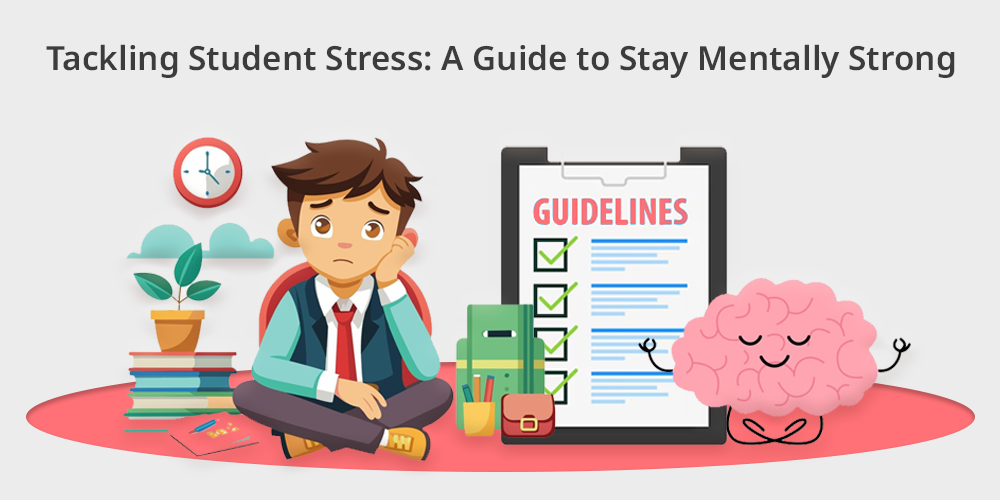 Tackling Student Stress: A Guide to Stay Mentally Strong
GUIDELINES